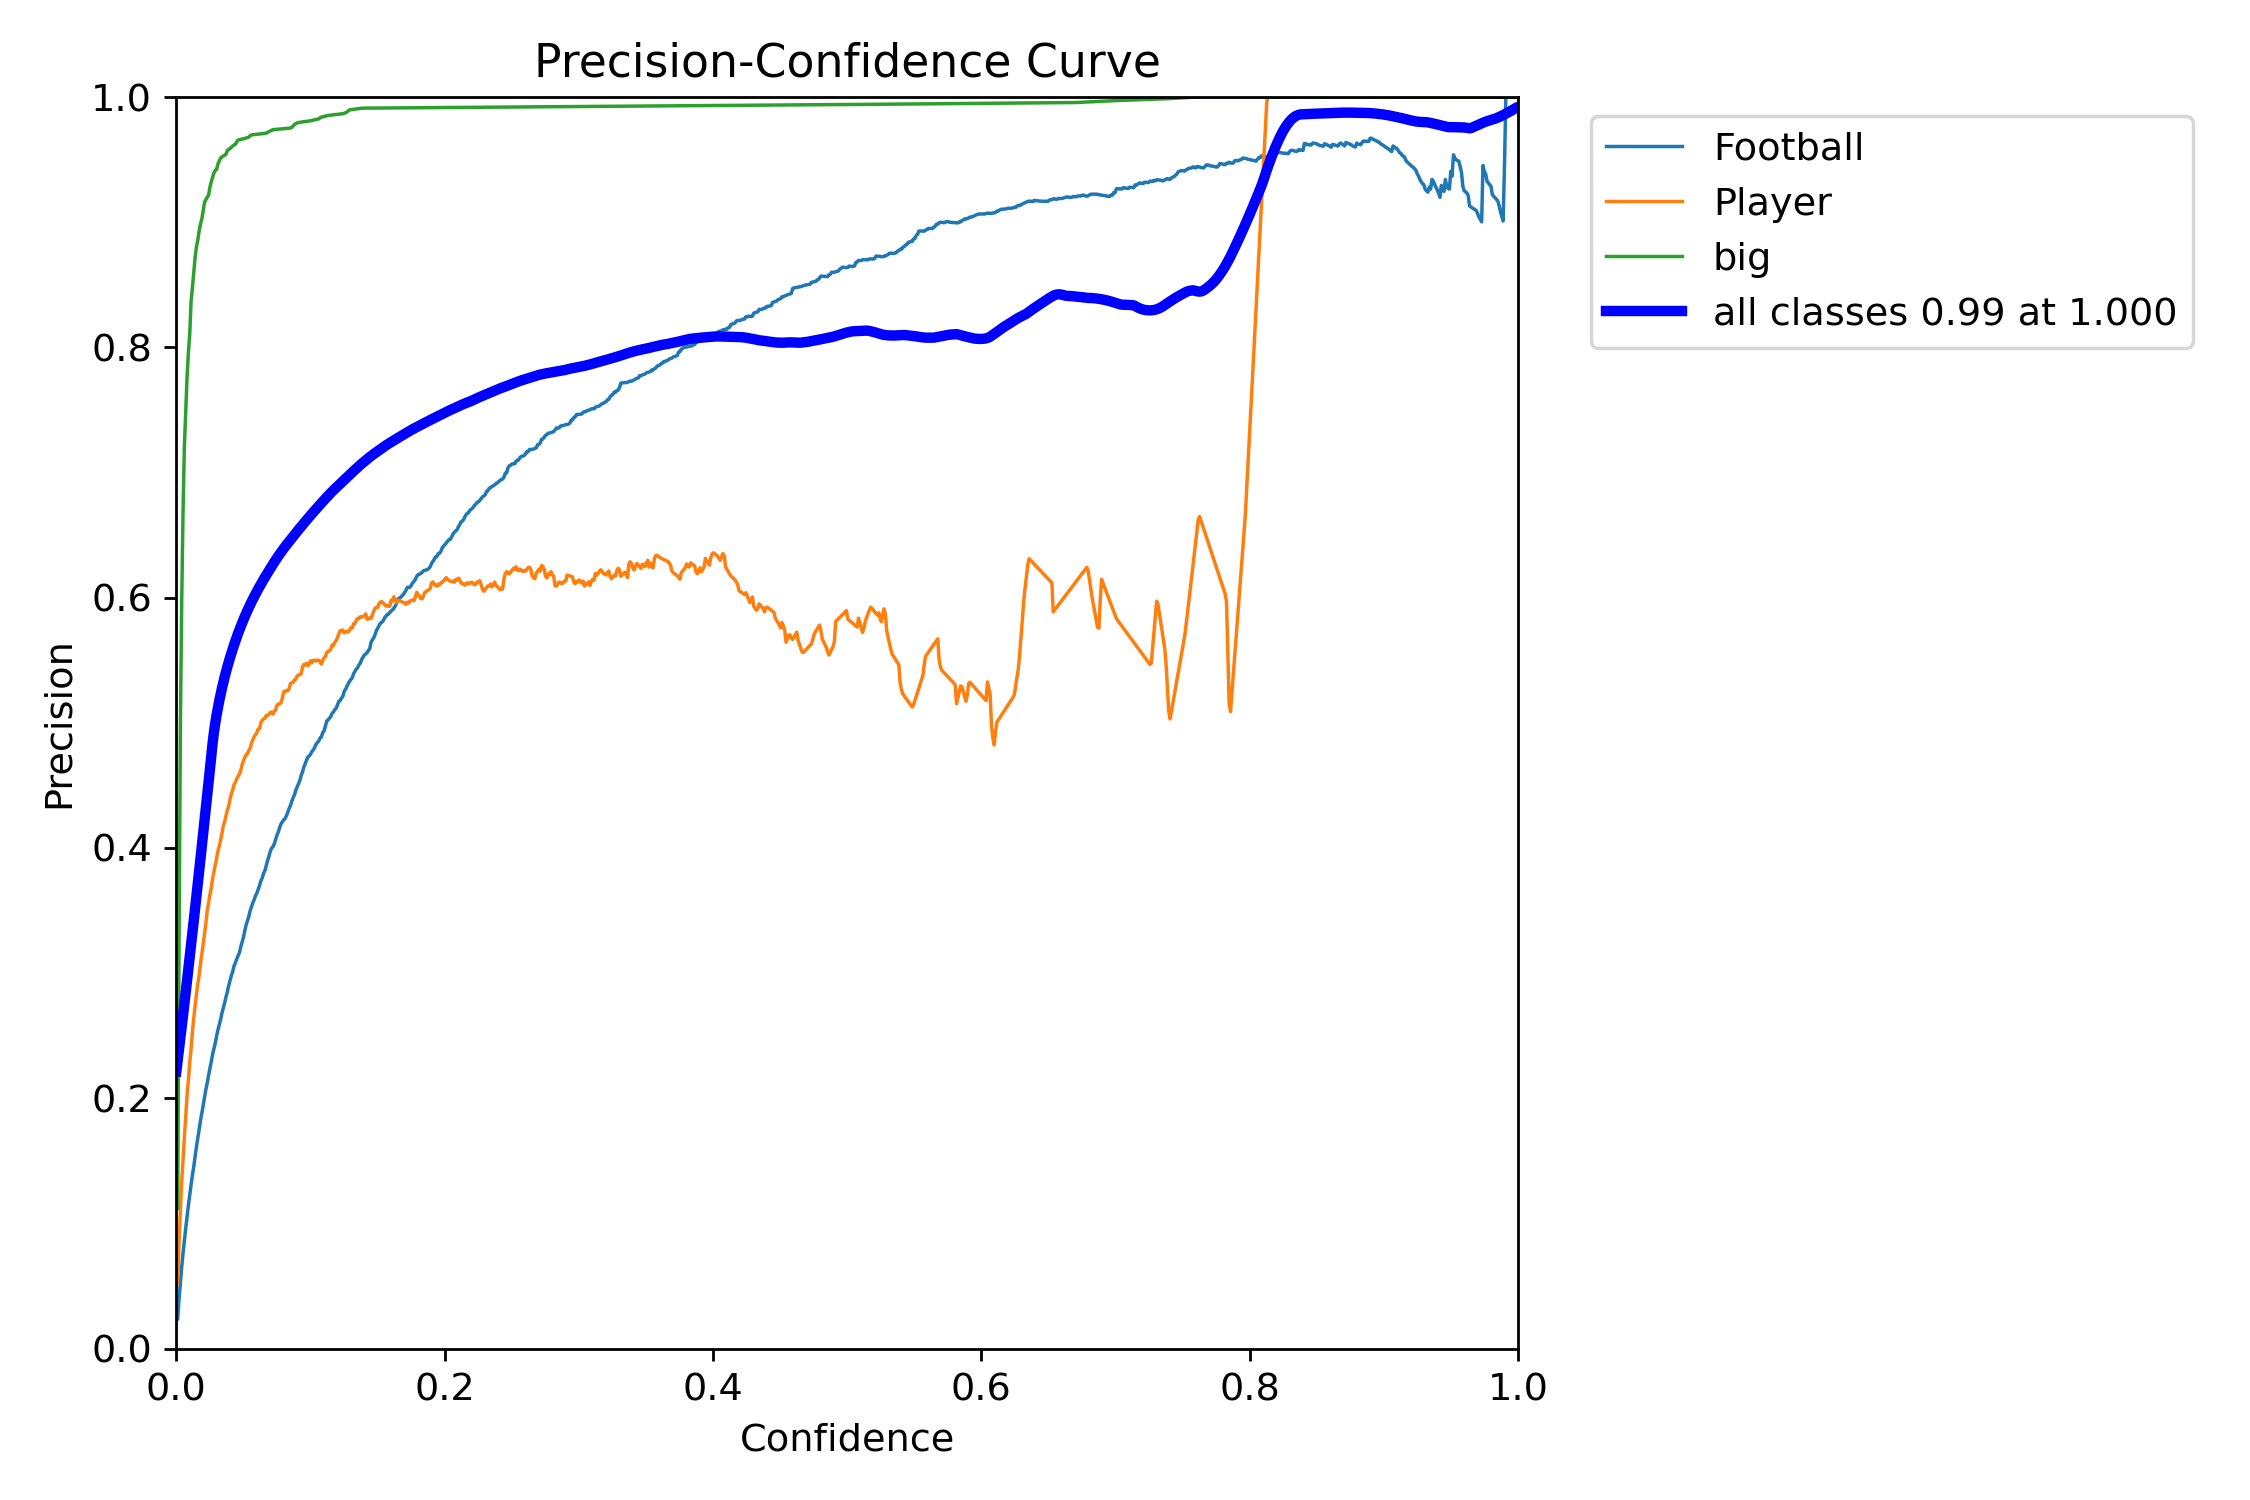 Precision-Confidence Curve
1.0
0.8
0.6
0.4
0.2
0.0
Precision
0.0 0.2 0.4 0.6 0.8 1.0
Confidence
Football
Player
big
all classes 0.99 at 1.000